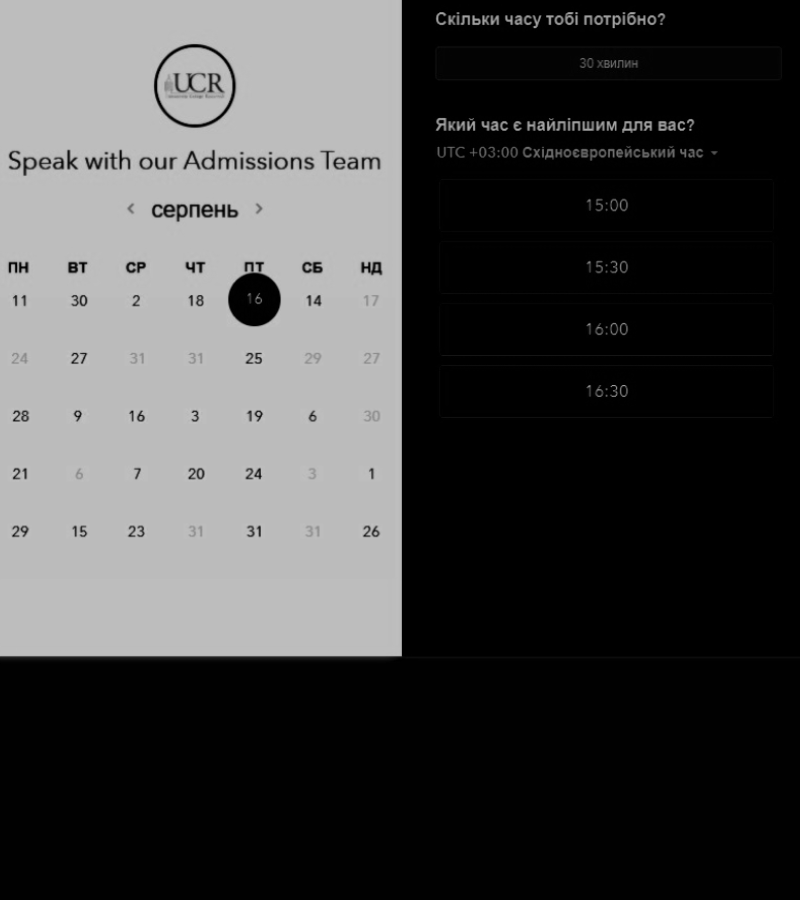 UCR
Speak with our Admissions Team
серпень
ПН ВТ СР ЧТ ПТ СБ НД
11 30 2 18 16 14 17
24 27 31 31 25 29 27
28 9 16 3 19 6 30
21 6 7 20 24 3 1
29 15 23 31 31 31 26
Скільки часу тобі потрібно?
30 хвилин
Який час є найліпшим для вас?
UTC +03:00 Східноєвропейський час
15:00
15:30
16:00
16:30